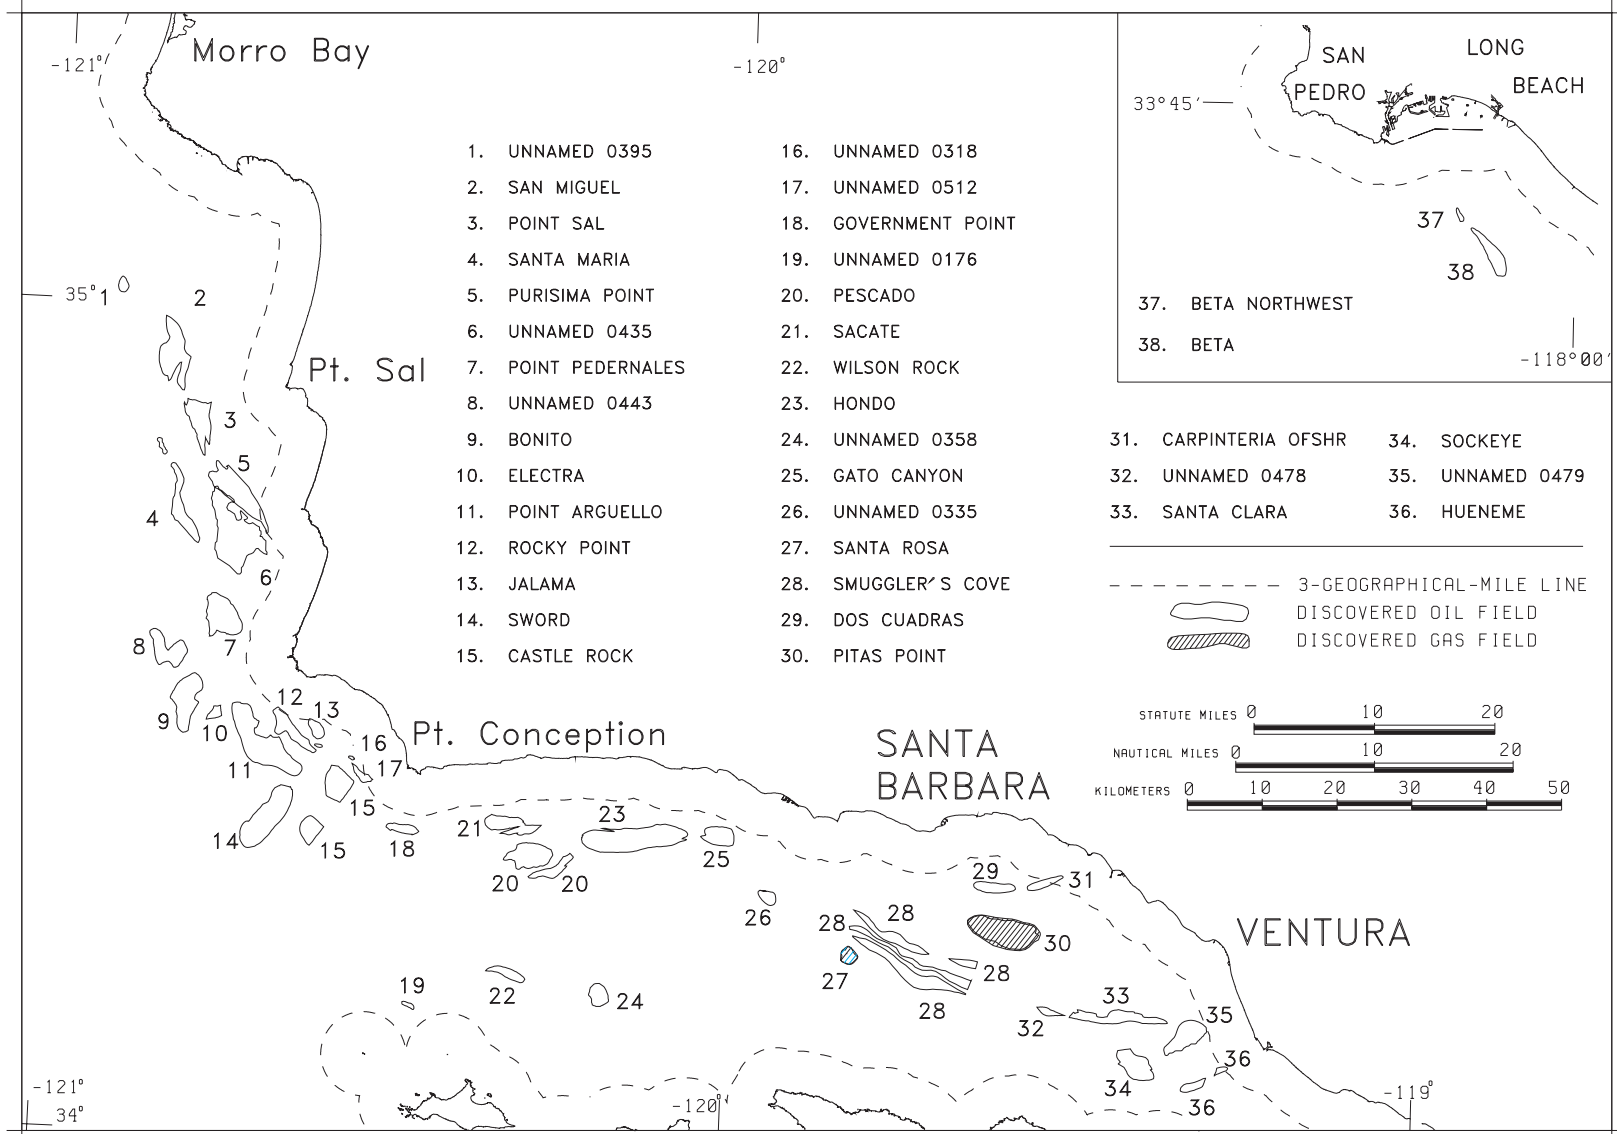 Morro Bay
-121°
-120°
SAN
PEDRO
LONG
BEACH
33°45′
37
38
37. BETA NORTHWEST
38. BETA
-118°00′
1. UNNAMED 0395
2. SAN MIGUEL
3. POINT SAL
4. SANTA MARIA
5. PURISIMA POINT
6. UNNAMED 0435
7. POINT PEDERNALES
8. UNNAMED 0443
9. BONITO
10. ELECTRA
11. POINT ARGUELLO
12. ROCKY POINT
13. JALAMA
14. SWORD
15. CASTLE ROCK
16. UNNAMED 0318
17. UNNAMED 0512
18. GOVERNMENT POINT
19. UNNAMED 0176
20. PESCADO
21. SACATE
22. WILSON ROCK
23. HONDO
24. UNNAMED 0358
25. GATO CANYON
26. UNNAMED 0335
27. SANTA ROSA
28. SMUGGLER′S COVE
29. DOS CUADRAS
30. PITAS POINT
31. CARPINTERIA OFSHR
32. UNNAMED 0478
33. SANTA CLARA
34. SOCKEYE
35. UNNAMED 0479
36. HUENEME
3-GEOGRAPHICAL-MILE LINE
DISCOVERED OIL FIELD
DISCOVERED GAS FIELD
STATUTE MILES 0 10 20
NAUTICAL MILES 0 10 20
KILOMETERS 0 10 20 30 40 50
35°
1
2
Pt. Sal
3
5
4
6
7
8
9
10
12
13
11
16
17
15
14
15
18
Pt. Conception
SANTA
BARBARA
21
23
25
20
20
26
29
31
28
28
30
27
28
28
VENTURA
19
22
24
32
33
35
36
34
36
-121°
34°
-120°
-119°